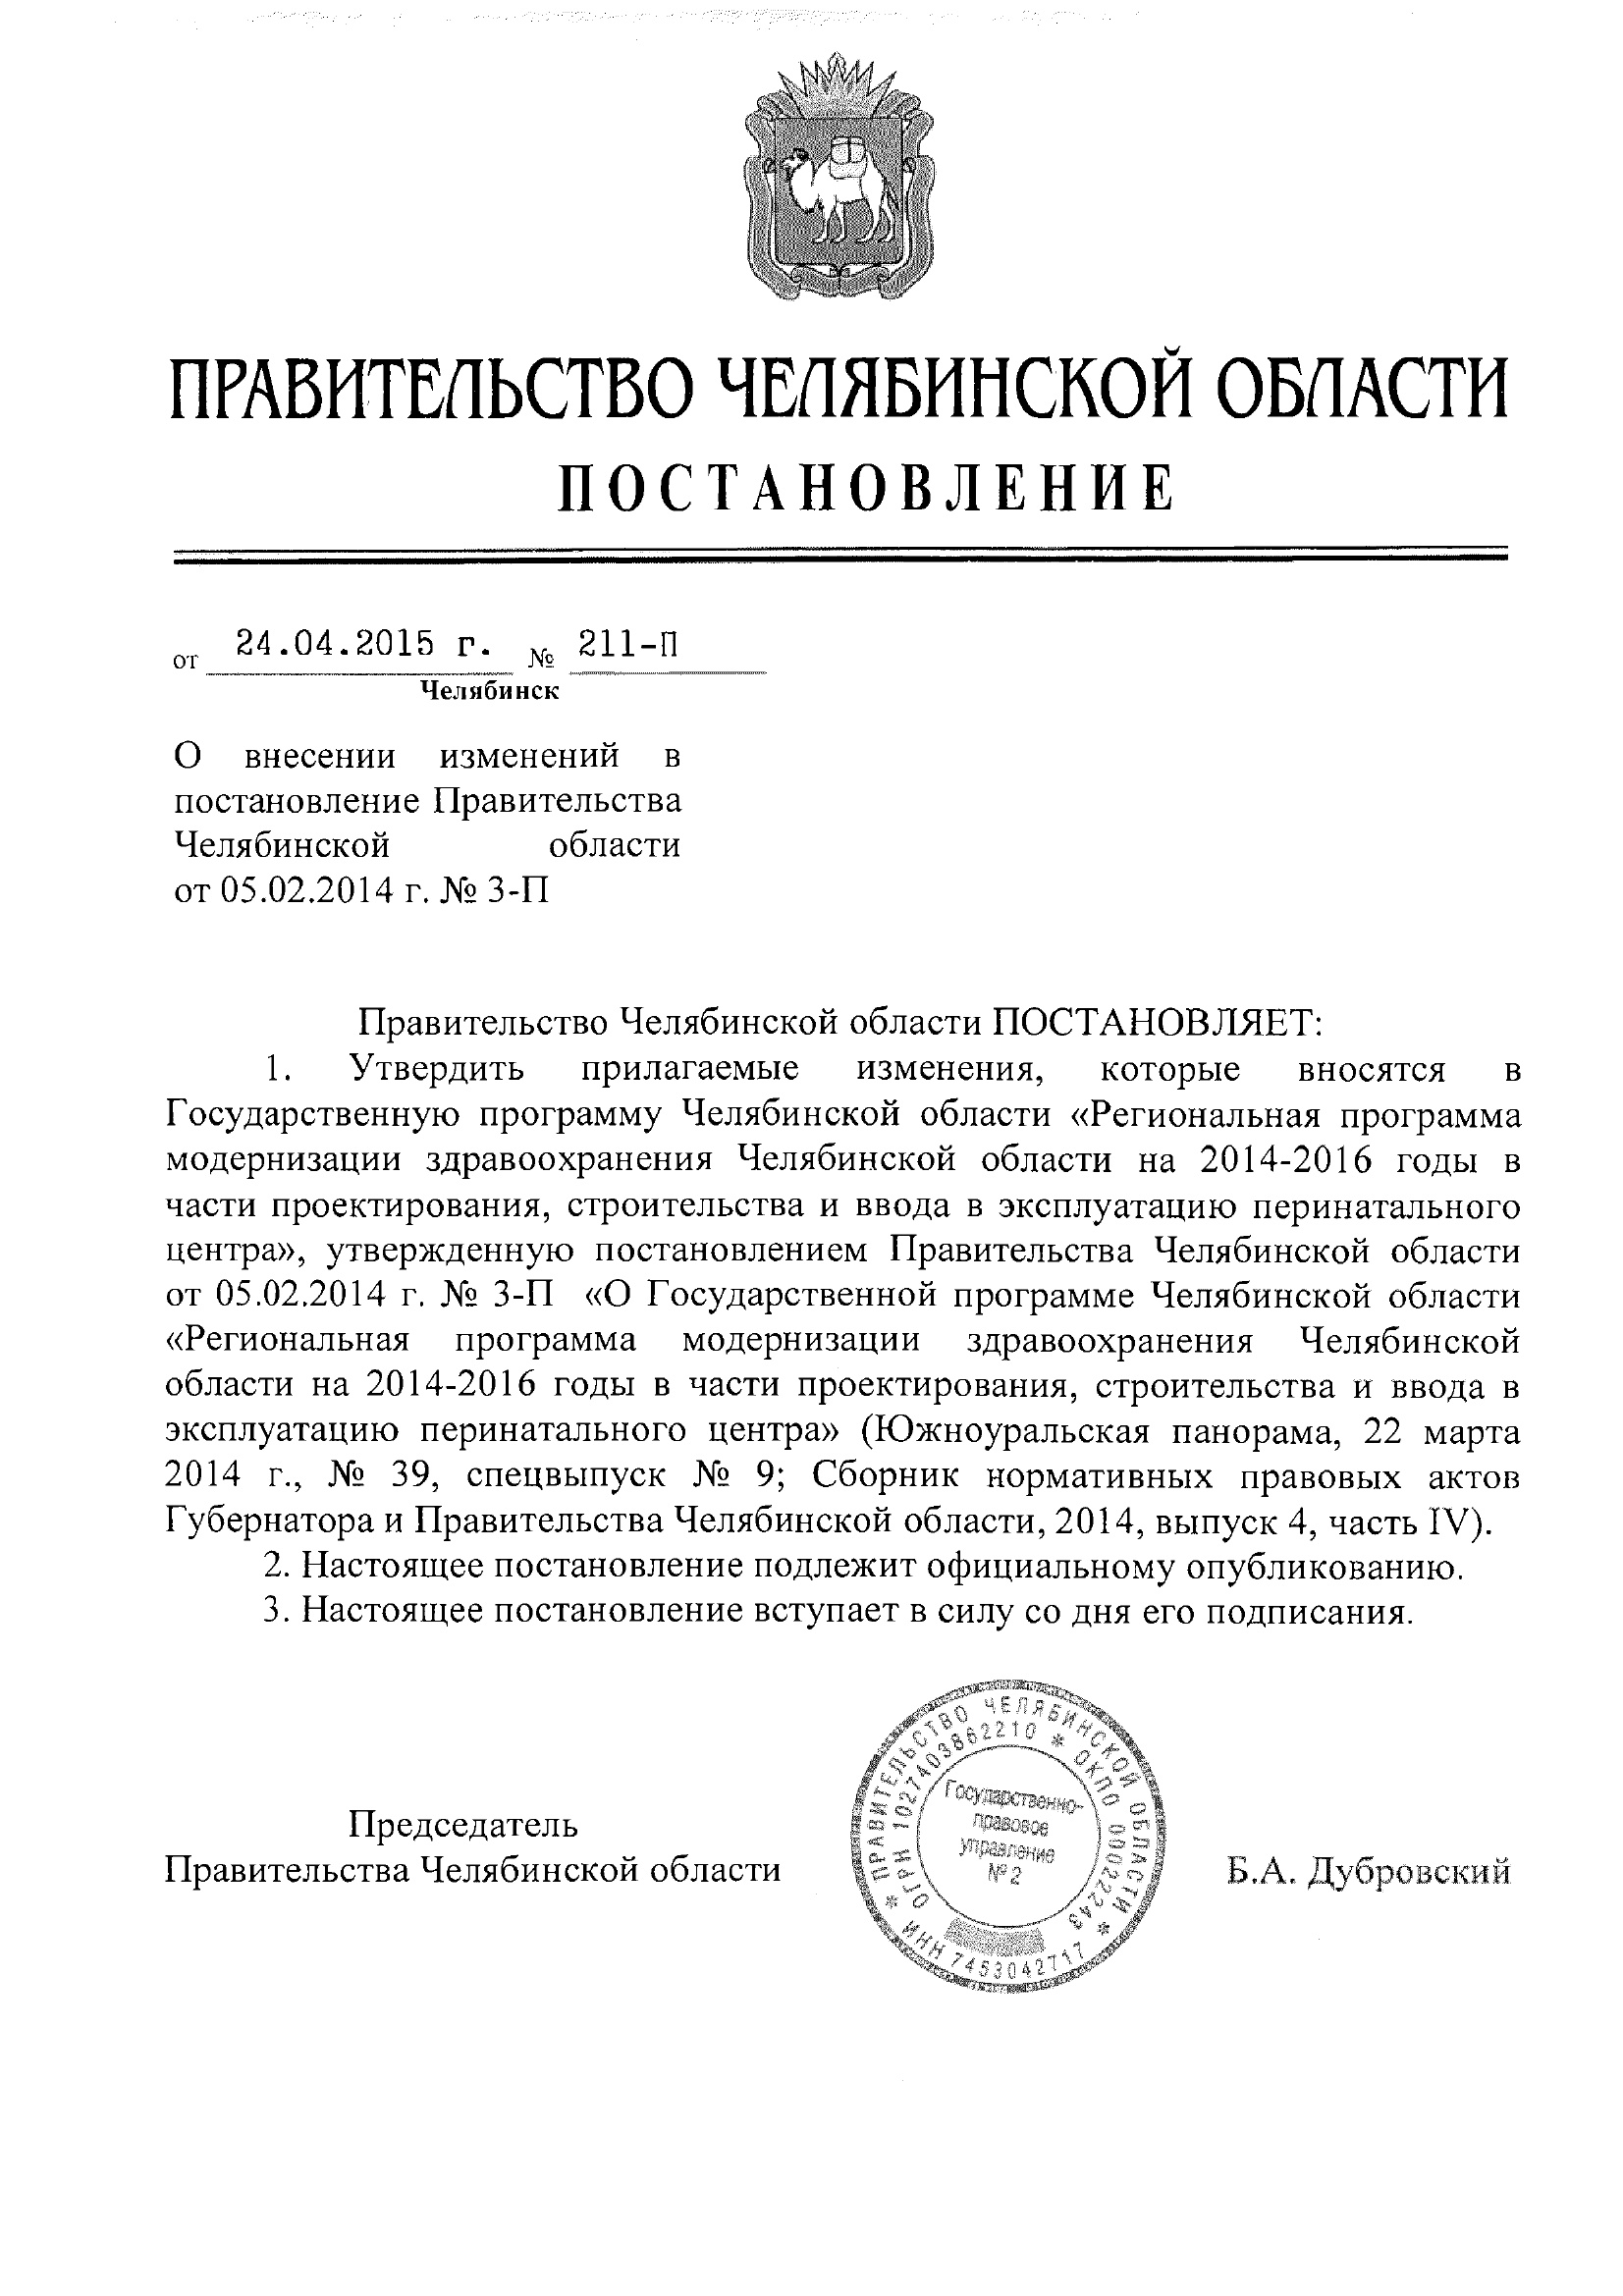 ПРАВИТЕЛЬСТВО ЧЕЛЯБИНСКОЙ ОБЛАСТИ
ПОСТАНОВЛЕНИЕ
от 24.04.2015 г. № 211-П
Челябинск
О внесении изменений в
постановление Правительства
Челябинской области
от 05.02.2014 г. № 3-П
Правительство Челябинской области ПОСТАНОВЛЯЕТ:
1. Утвердить прилагаемые изменения, которые вносятся в
Государственную программу Челябинской области «Региональная программа
модернизации здравоохранения Челябинской области на 2014-2016 годы в
части проектирования, строительства и ввода в эксплуатацию перинатального
центра», утвержденную постановлением Правительства Челябинской области
от 05.02.2014 г. № 3-П «О Государственной программе Челябинской области
«Региональная программа модернизации здравоохранения Челябинской
области на 2014-2016 годы в части проектирования, строительства и ввода в
эксплуатацию перинатального центра» (Южноуральская панорама, 22 марта
2014 г., № 39, спецвыпуск № 9; Сборник нормативных правовых актов
Губернатора и Правительства Челябинской области, 2014, выпуск 4, часть IV).
2. Настоящее постановление подлежит официальному опубликованию.
3. Настоящее постановление вступает в силу со дня его подписания.
Председатель
Правительства Челябинской области
Б.А. Дубровский
* ПРАВИТЕЛЬСТВО ЧЕЛЯБИНСКОЙ ОБЛАСТИ *
ИНН 7453042717
ОГРН 1027403862210 * ОКПО 00022243
Государственно-
правовое
управление
№ 2